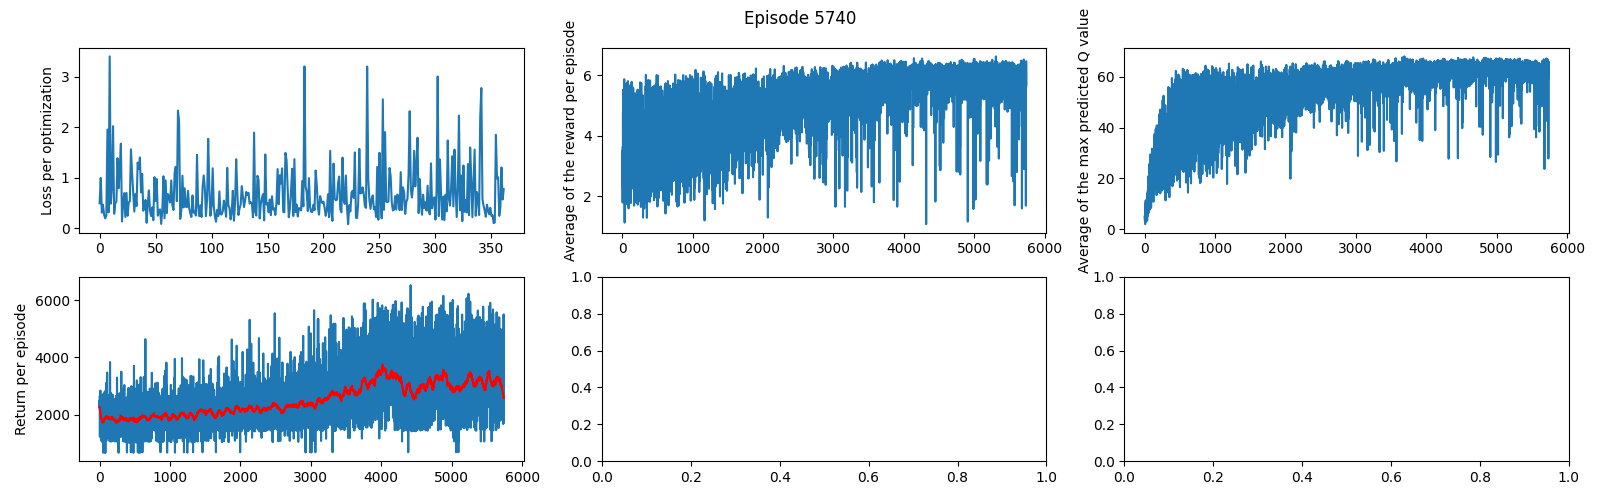 Episode 5740
Loss per optimization
3
2
1
0
0 50 100 150 200 250 300 350
Average of the reward per episode
6
4
2
0 1000 2000 3000 4000 5000 6000
Average of the max predicted Q value
60
40
20
0
0 1000 2000 3000 4000 5000 6000
Return per episode
6000
4000
2000
0 1000 2000 3000 4000 5000 6000
1.0
0.8
0.6
0.4
0.2
0.0
0.0 0.2 0.4 0.6 0.8 1.0
1.0
0.8
0.6
0.4
0.2
0.0
0.0 0.2 0.4 0.6 0.8 1.0